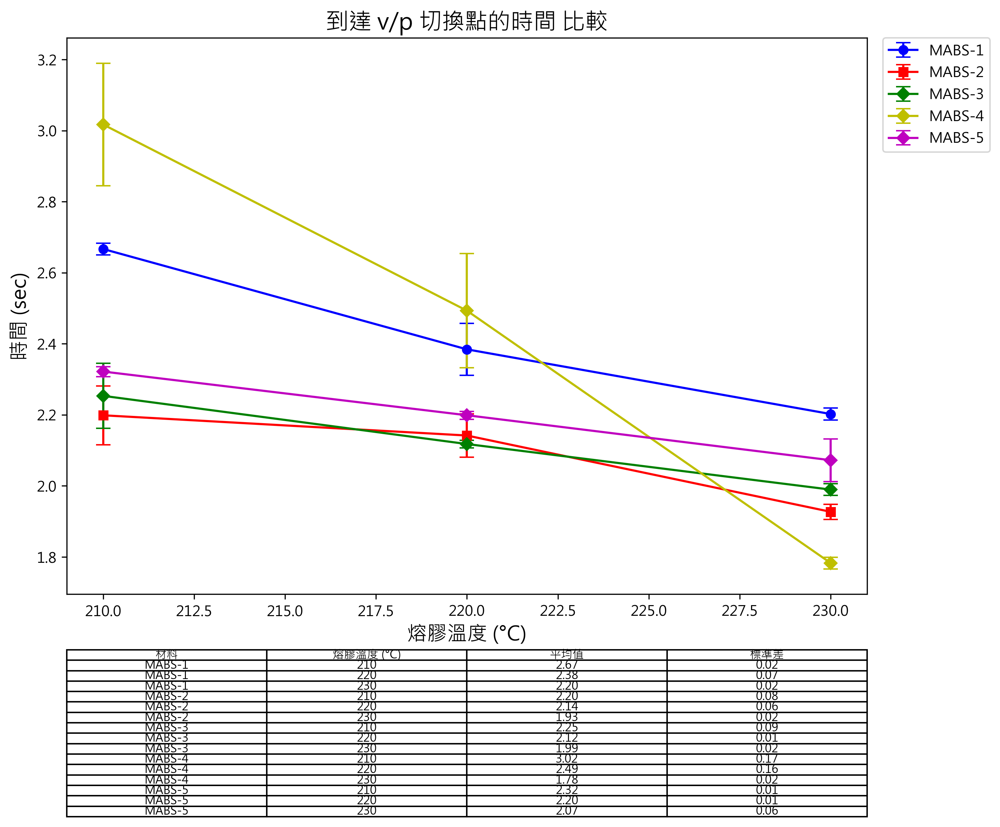 到達 v/p 切換點的時間 比較
3.2
3.0
2.8
2.6
2.4
2.2
2.0
1.8
時間 (sec)
MABS-1
MABS-2
MABS-3
MABS-4
MABS-5
210.0 212.5 215.0 217.5 220.0 222.5 225.0 227.5 230.0
熔膠溫度 (°C)
材料 熔膠溫度 (°C) 平均值 標準差
MABS-1 210 2.67 0.02
MABS-1 220 2.38 0.07
MABS-1 230 2.20 0.02
MABS-2 210 2.20 0.08
MABS-2 220 2.14 0.06
MABS-2 230 1.93 0.02
MABS-3 210 2.25 0.09
MABS-3 220 2.12 0.01
MABS-3 230 1.99 0.02
MABS-4 210 3.02 0.17
MABS-4 220 2.49 0.16
MABS-4 230 1.78 0.02
MABS-5 210 2.32 0.01
MABS-5 220 2.20 0.01
MABS-5 230 2.07 0.06